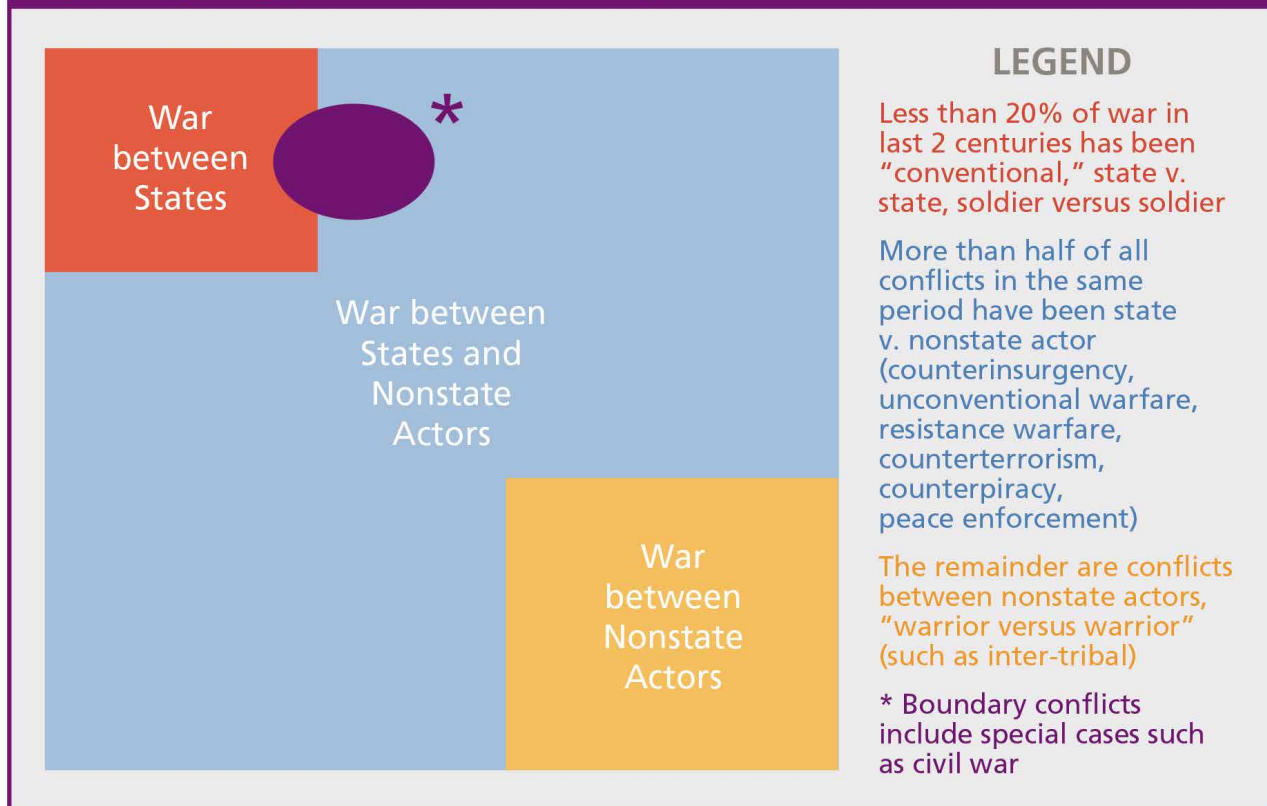 War
between
States
*
War between
States and
Nonstate
Actors
War
between
Nonstate
Actors
LEGEND
Less than 20% of war in
last 2 centuries has been
“conventional,” state v.
state, soldier versus soldier
More than half of all
conflicts in the same
period have been state
v. nonstate actor
(counterinsurgency,
unconventional warfare,
resistance warfare,
counterterrorism,
counterpiracy,
peace enforcement)
The remainder are conflicts
between nonstate actors,
“warrior versus warrior”
(such as inter-tribal)
* Boundary conflicts
include special cases such
as civil war